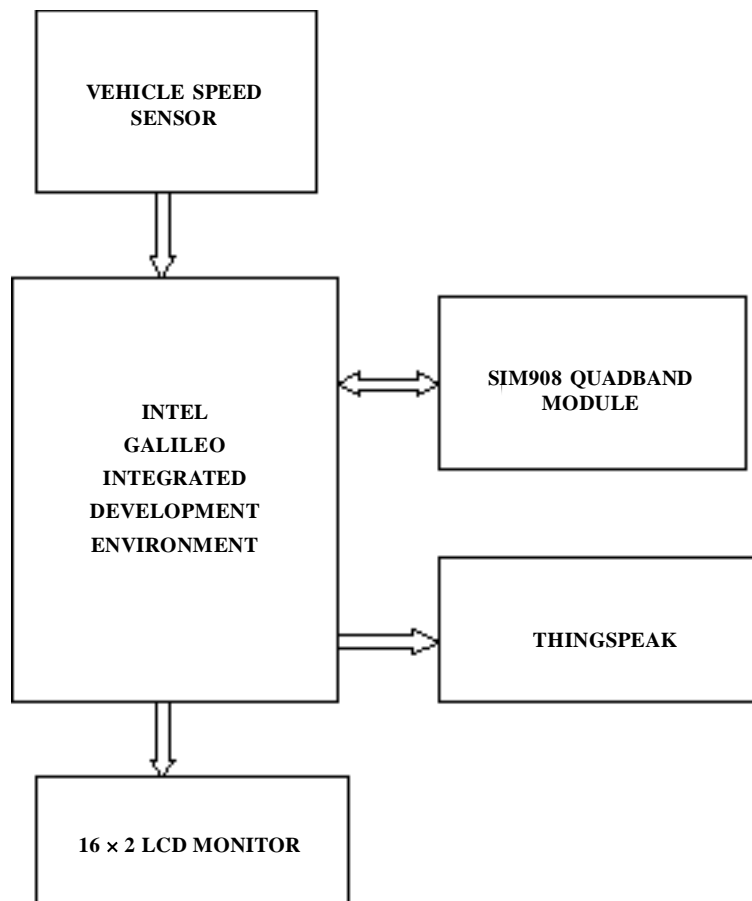 VEHICLE SPEED
SENSOR
INTEL
GALILEO
INTEGRATED
DEVELOPMENT
ENVIRONMENT
SIM908 QUADBAND
MODULE
THINGSPEAK
16 × 2 LCD MONITOR